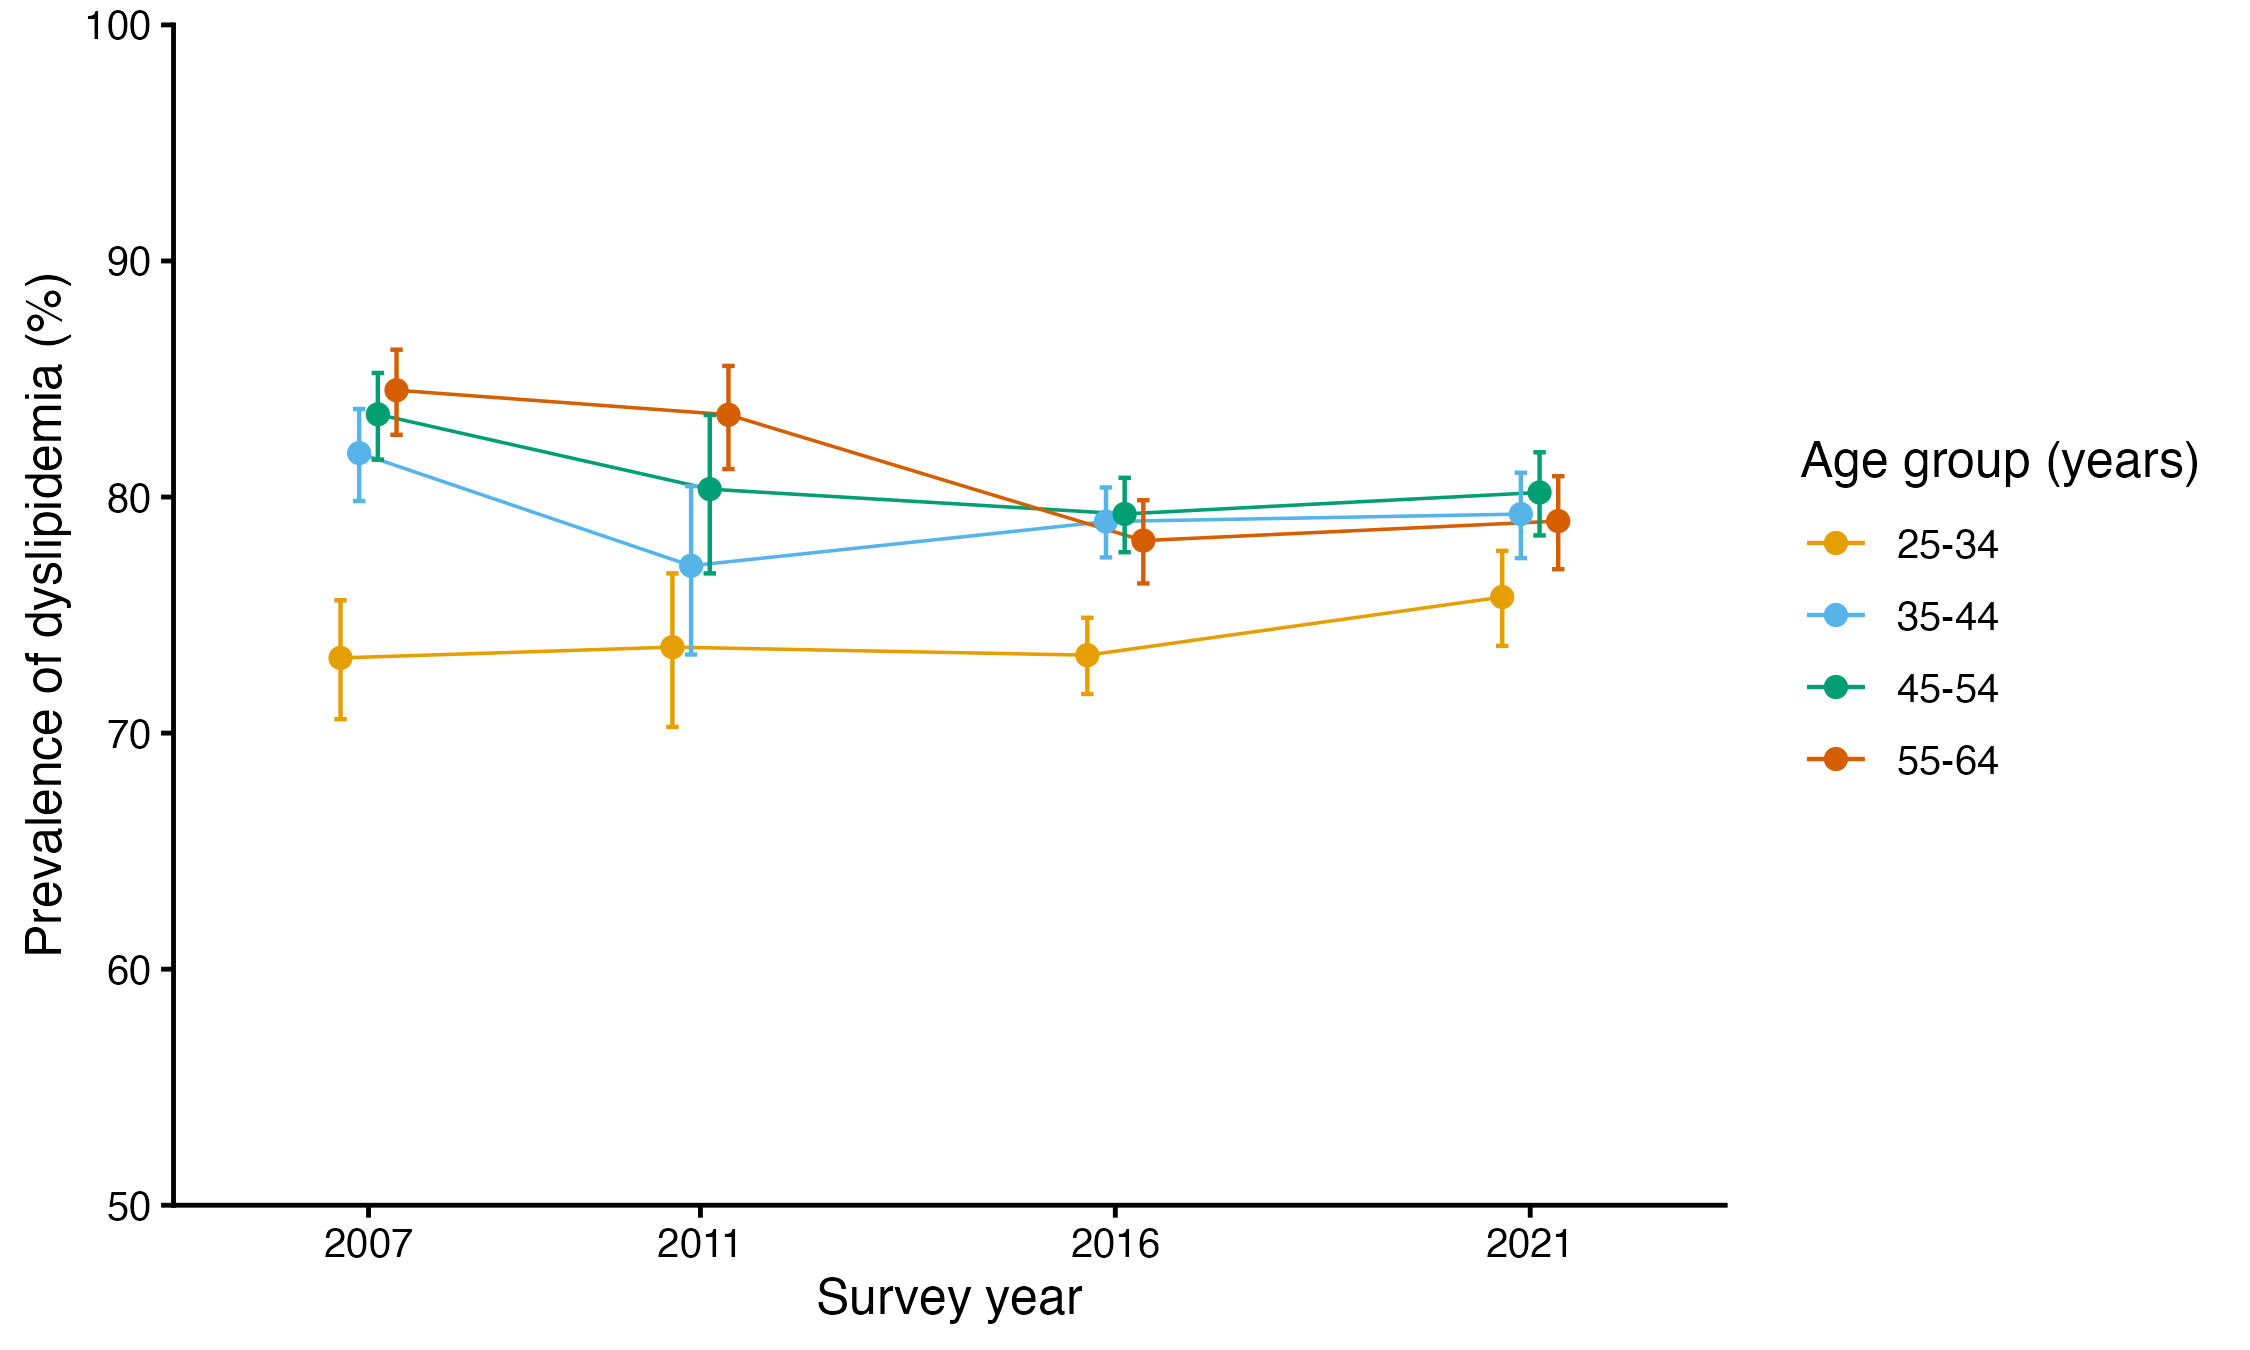 100
90
80
70
60
50
Prevalence of dyslipidemia (%)
2007 2011 2016 2021
Survey year
Age group (years)
25-34
35-44
45-54
55-64